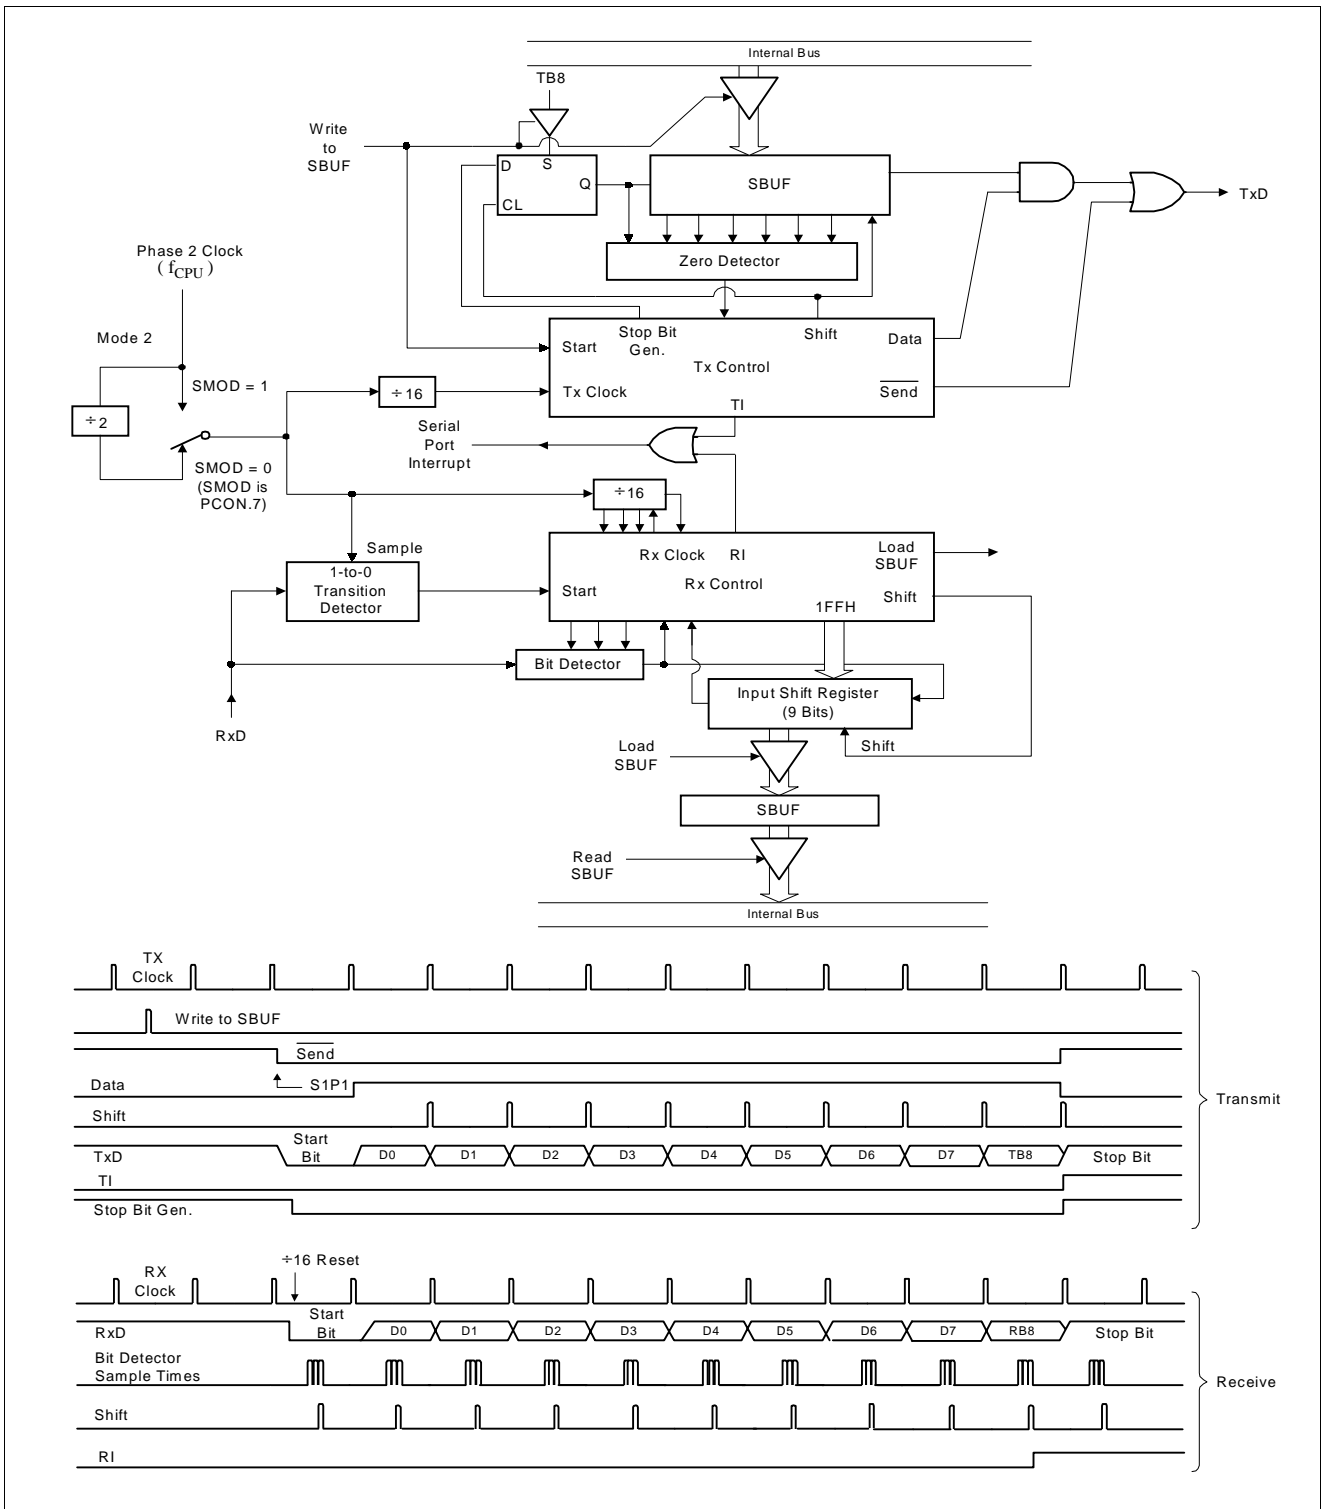 Internal Bus
TB8
Write
to
SBUF
D
S
Q
CL
SBUF
TxD
Zero Detector
Phase 2 Clock
( fCPU )
Mode 2
SMOD = 1
÷2
÷16
SMOD = 0
(SMOD is
PCON.7)
Start
Stop Bit
Gen.
Shift
Data
Tx Control
Tx Clock
Send
TI
Serial
Port
Interrupt
÷16
Sample
1-to-0
Transition
Detector
Rx Clock
RI
Load
SBUF
Rx Control
Start
Shift
1FFH
Bit Detector
RxD
Input Shift Register
(9 Bits)
Load
SBUF
Shift
SBUF
Read
SBUF
Internal Bus
TX
Clock
Write to SBUF
Send
Data
S1P1
Shift
TxD
Start
Bit
D0
D1
D2
D3
D4
D5
D6
D7
TB8
Stop Bit
TI
Stop Bit Gen.
Transmit
÷16 Reset
RX
Clock
RxD
Start
Bit
D0
D1
D2
D3
D4
D5
D6
D7
RB8
Stop Bit
Bit Detector
Sample Times
Shift
RI
Receive